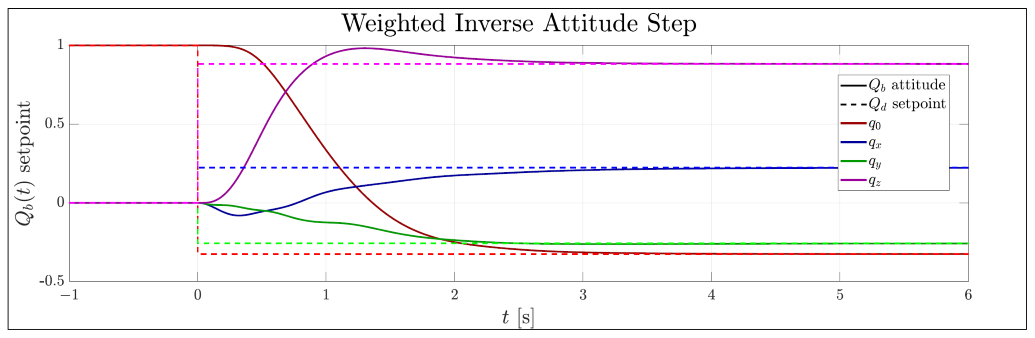 Weighted Inverse Attitude Step
Q_b(t) setpoint
1
0.5
0
-0.5
−1
0
1
2
3
4
5
6
t [s]
Q_b attitude
Q_d setpoint
q_0
q_x
q_y
q_z